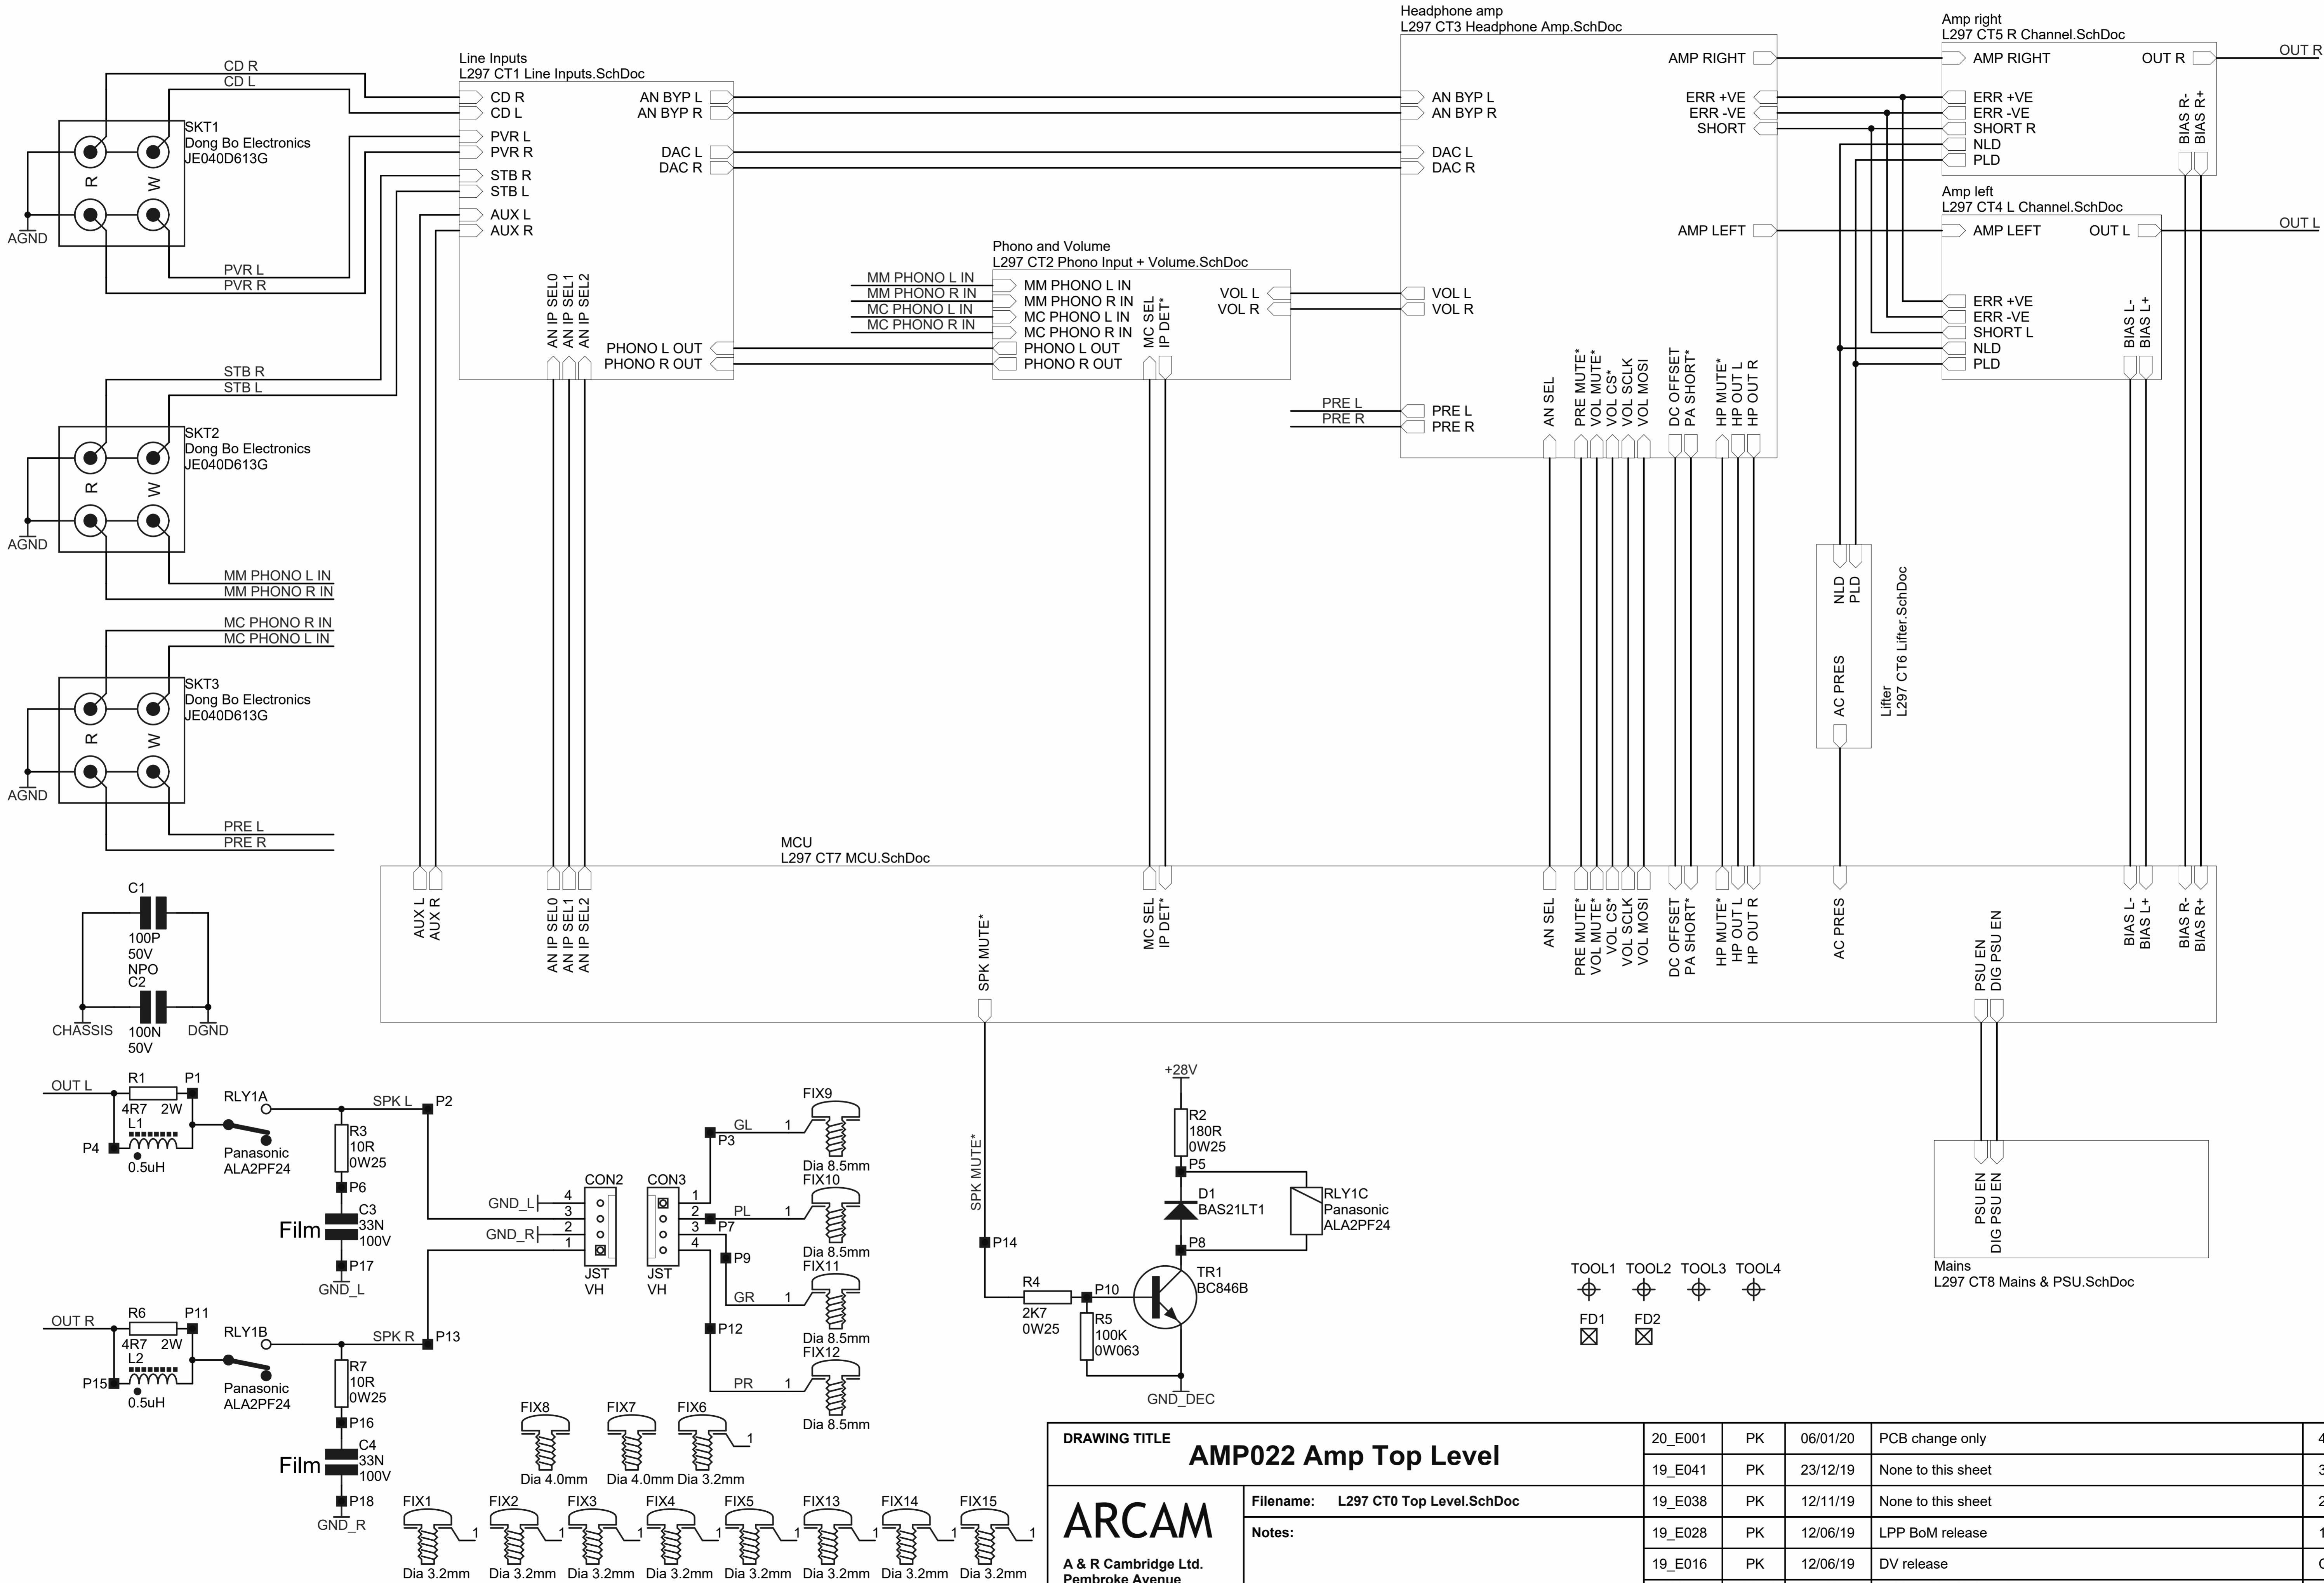 CD R
CD L
SKT1
Dong Bo Electronics
JE040D613G
R
W
AGND
PVR L
PVR R
STB R
STB L
SKT2
Dong Bo Electronics
JE040D613G
R
W
AGND
MM PHONO L IN
MM PHONO R IN
MC PHONO R IN
MC PHONO L IN
SKT3
Dong Bo Electronics
JE040D613G
R
W
AGND
PRE L
PRE R
Line Inputs
L297 CT1 Line Inputs.SchDoc
CD R
CD L
PVR L
PVR R
STB R
STB L
AUX L
AUX R
AN BYP L
AN BYP R
DAC L
DAC R
AN IP SEL0
AN IP SEL1
AN IP SEL2
PHONO L OUT
PHONO R OUT
Phono and Volume
L297 CT2 Phono Input + Volume.SchDoc
MM PHONO L IN
MM PHONO R IN
MC PHONO L IN
MC PHONO R IN
MM PHONO L IN
MM PHONO R IN
MC PHONO L IN
MC PHONO R IN
PHONO L OUT
PHONO R OUT
VOL L
VOL R
MC SEL
IP DET*
Headphone amp
L297 CT3 Headphone Amp.SchDoc
AN BYP L
AN BYP R
DAC L
DAC R
VOL L
VOL R
PRE L
PRE R
PRE L
PRE R
AMP RIGHT
ERR +VE
ERR -VE
SHORT
AMP LEFT
AN SEL
PRE MUTE*
VOL MUTE*
VOL CS*
VOL SCLK
VOL MOSI
DC OFFSET
PA SHORT*
HP MUTE*
HP OUT L
HP OUT R
Amp right
L297 CT5 R Channel.SchDoc
AMP RIGHT
ERR +VE
ERR -VE
SHORT R
NLD
PLD
OUT R
BIAS R-
BIAS R+
OUT R
Amp left
L297 CT4 L Channel.SchDoc
AMP LEFT
ERR +VE
ERR -VE
SHORT L
NLD
PLD
OUT L
BIAS L-
BIAS L+
OUT L
NLD
PLD
AC PRES
Lifter
L297 CT6 Lifter.SchDoc
MCU
L297 CT7 MCU.SchDoc
AUX L
AUX R
AN IP SEL0
AN IP SEL1
AN IP SEL2
SPK MUTE*
MC SEL
IP DET*
AN SEL
PRE MUTE*
VOL MUTE*
VOL CS*
VOL SCLK
VOL MOSI
DC OFFSET
PA SHORT*
HP MUTE*
HP OUT L
HP OUT R
AC PRES
PSU EN
DIG PSU EN
BIAS L-
BIAS L+
BIAS R-
BIAS R+
C1
100P
50V
NPO
C2
100N
50V
CHASSIS
DGND
OUT L
R1
4R7 2W
L1
0.5uH
P1
P4
RLY1A
Panasonic
ALA2PF24
SPK L
P2
R3
10R
0W25
P6
Film
C3
33N
100V
P17
GND_L
OUT R
R6
4R7 2W
L2
0.5uH
P11
P15
RLY1B
Panasonic
ALA2PF24
SPK R
P13
R7
10R
0W25
P16
Film
C4
33N
100V
P18
GND_R
GND_L
GND_R
4
3
2
1
CON2
JST
VH
CON3
1
2
3
4
JST
VH
P3
GL
1
FIX9
Dia 8.5mm
P7
PL
1
FIX10
Dia 8.5mm
P9
GR
1
FIX11
Dia 8.5mm
P12
PR
1
FIX12
Dia 8.5mm
SPK MUTE*
P14
R4
2K7
0W25
P10
R5
100K
0W063
+28V
R2
180R
0W25
P5
D1
BAS21LT1
P8
RLY1C
Panasonic
ALA2PF24
TR1
BC846B
GND_DEC
PSU EN
DIG PSU EN
Mains
L297 CT8 Mains & PSU.SchDoc
TOOL1 TOOL2 TOOL3 TOOL4
FD1 FD2
FIX8
Dia 4.0mm
FIX7
Dia 4.0mm
FIX6
1
Dia 3.2mm
FIX1
1
Dia 3.2mm
FIX2
1
Dia 3.2mm
FIX3
1
Dia 3.2mm
FIX4
1
Dia 3.2mm
FIX5
1
Dia 3.2mm
FIX13
1
Dia 3.2mm
FIX14
1
Dia 3.2mm
FIX15
1
Dia 3.2mm
DRAWING TITLE
AMP022 Amp Top Level
ARCAM
A & R Cambridge Ltd.
Pembroke Avenue
Filename: L297 CT0 Top Level.SchDoc
Notes:
20_E001 PK 06/01/20 PCB change only
19_E041 PK 23/12/19 None to this sheet
19_E038 PK 12/11/19 None to this sheet
19_E028 PK 12/06/19 LPP BoM release
19_E016 PK 12/06/19 DV release